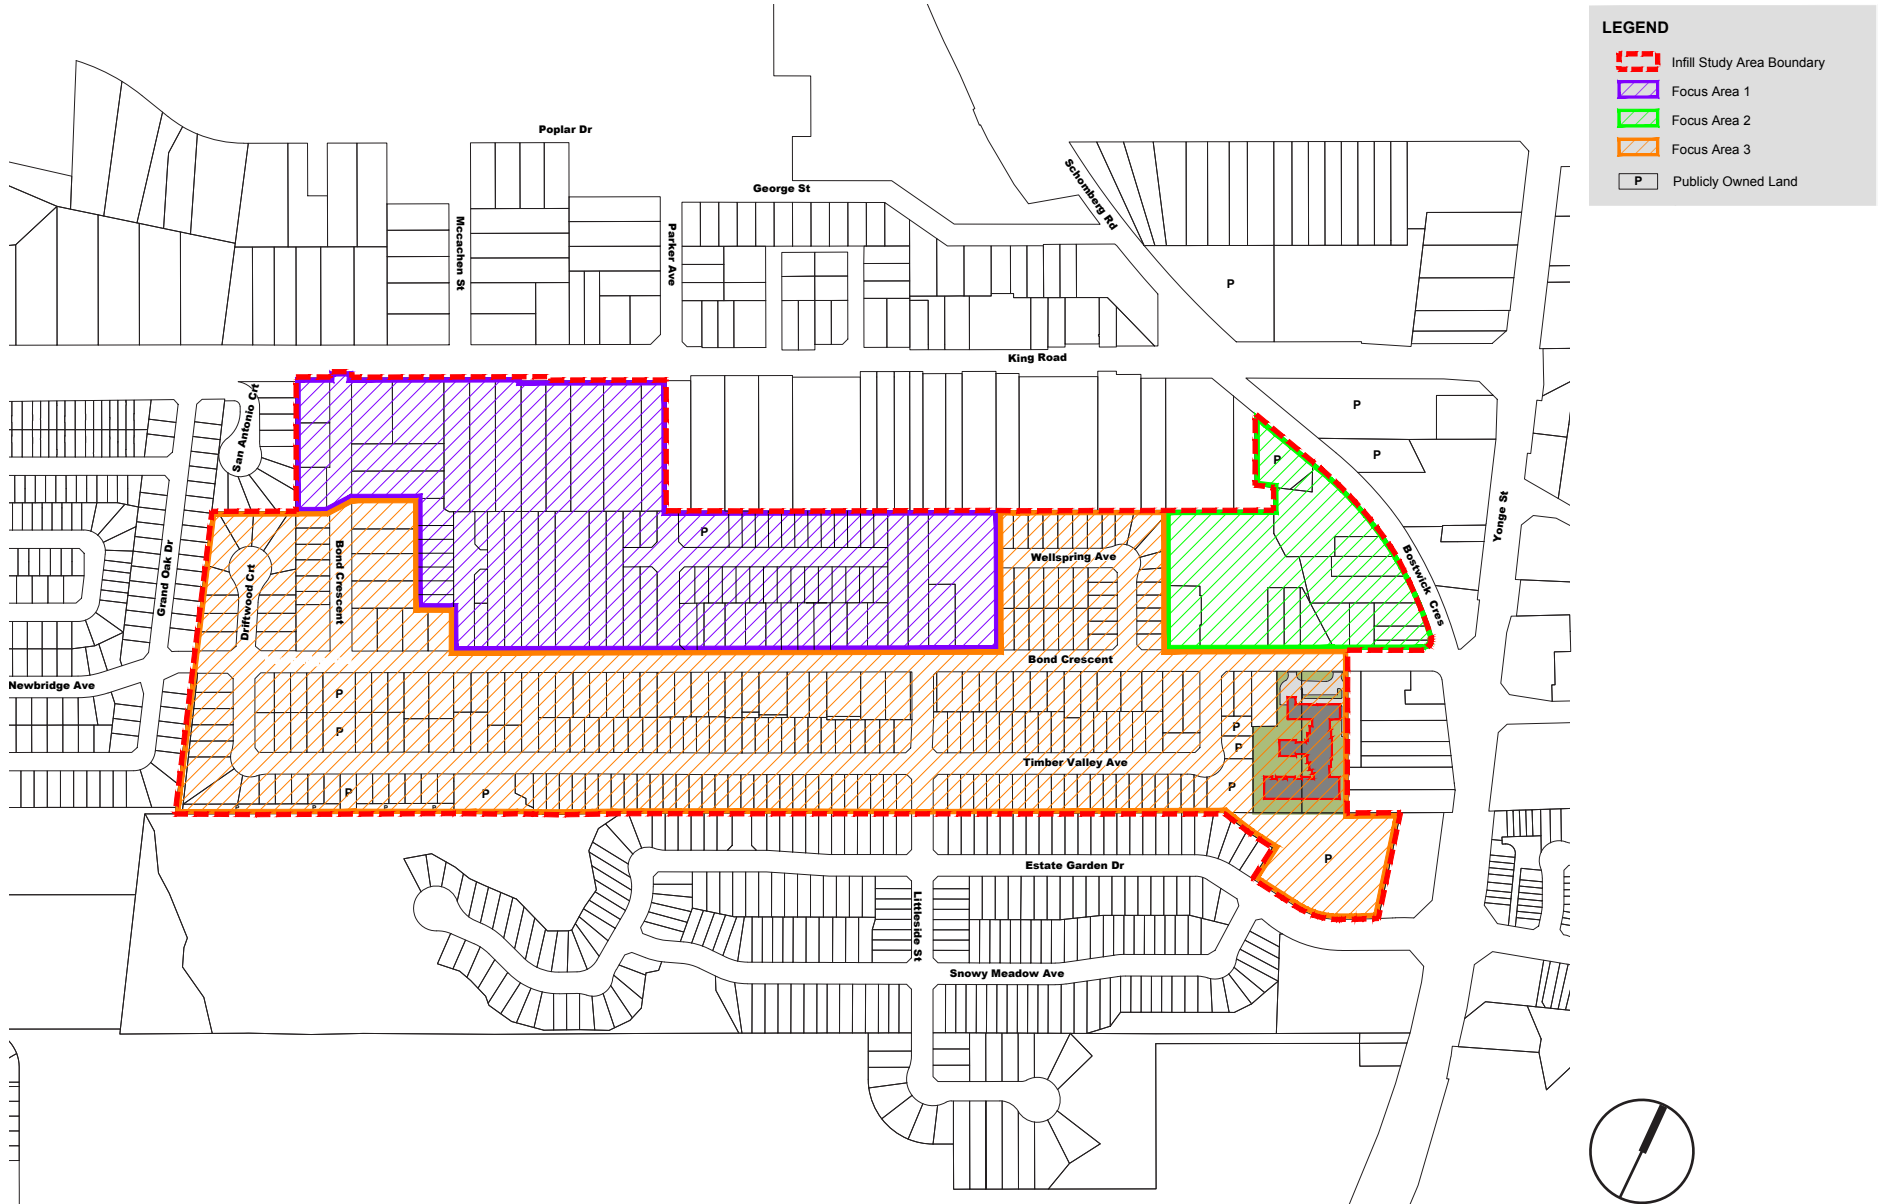 LEGEND
Infill Study Area Boundary
Focus Area 1
Focus Area 2
Focus Area 3
P Publicly Owned Land
Poplar Dr
George St
Schomberg Rd
Mccachen St
Parker Ave
P
King Road
San Antonio Crt
P
P
P
P
Yonge St
Grand Oak Dr
Driftwood Crt
Bond Crescent
Wellspring Ave
Bostwick Cres
Bond Crescent
Newbridge Ave
P
P
P
P
Timber Valley Ave
P
P
P
P
P
P
P
P
Estate Garden Dr
Littleside St
Snowy Meadow Ave